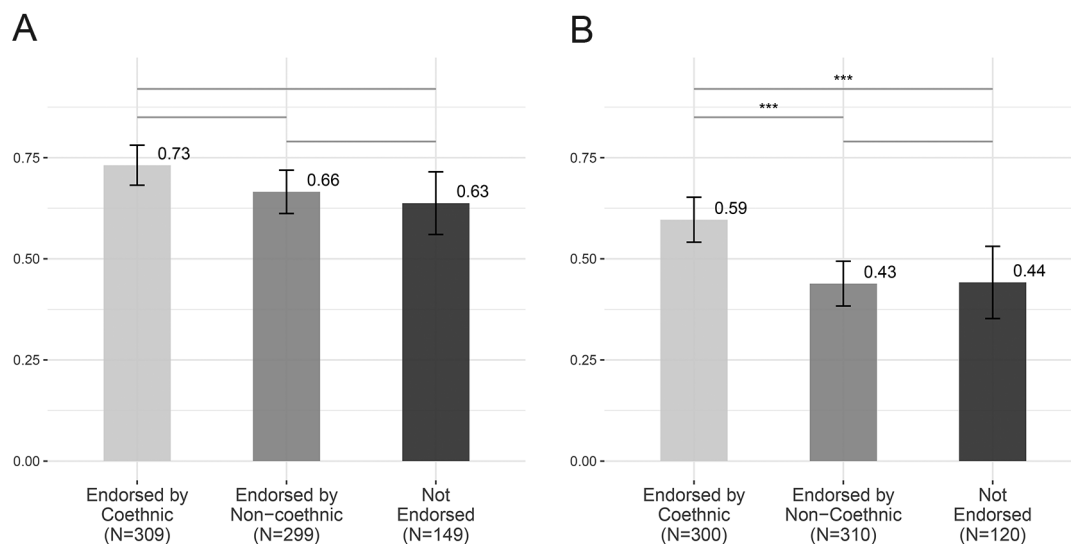 A
0.75
0.50
0.25
0.00
0.73
0.66
0.63
Endorsed by
Coethnic
(N=309)
Endorsed by
Non−coethnic
(N=299)
Not
Endorsed
(N=149)
B
***
***
0.75
0.50
0.25
0.00
0.59
0.43
0.44
Endorsed by
Coethnic
(N=300)
Endorsed by
Non−Coethnic
(N=310)
Not
Endorsed
(N=120)